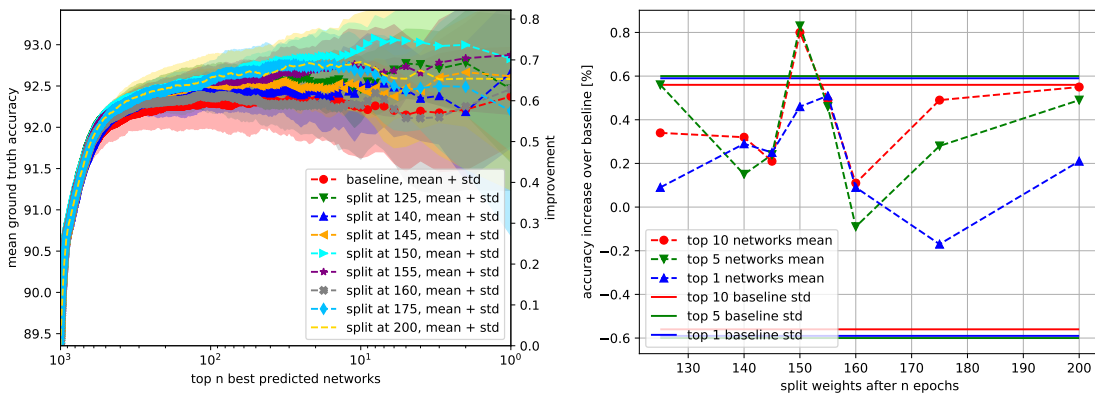 93.0
92.5
92.0
91.5
91.0
90.5
90.0
89.5
mean ground truth accuracy
10³
10²
10¹
10⁰
top n best predicted networks
0.8
0.7
0.6
0.5
0.4
0.3
0.2
0.1
0.0
improvement
baseline, mean + std
split at 125, mean + std
split at 140, mean + std
split at 145, mean + std
split at 150, mean + std
split at 155, mean + std
split at 160, mean + std
split at 175, mean + std
split at 200, mean + std
0.8
0.6
0.4
0.2
0.0
−0.2
−0.4
−0.6
accuracy increase over baseline [%]
top 10 networks mean
top 5 networks mean
top 1 networks mean
top 10 baseline std
top 5 baseline std
top 1 baseline std
130 140 150 160 170 180 190 200
split weights after n epochs